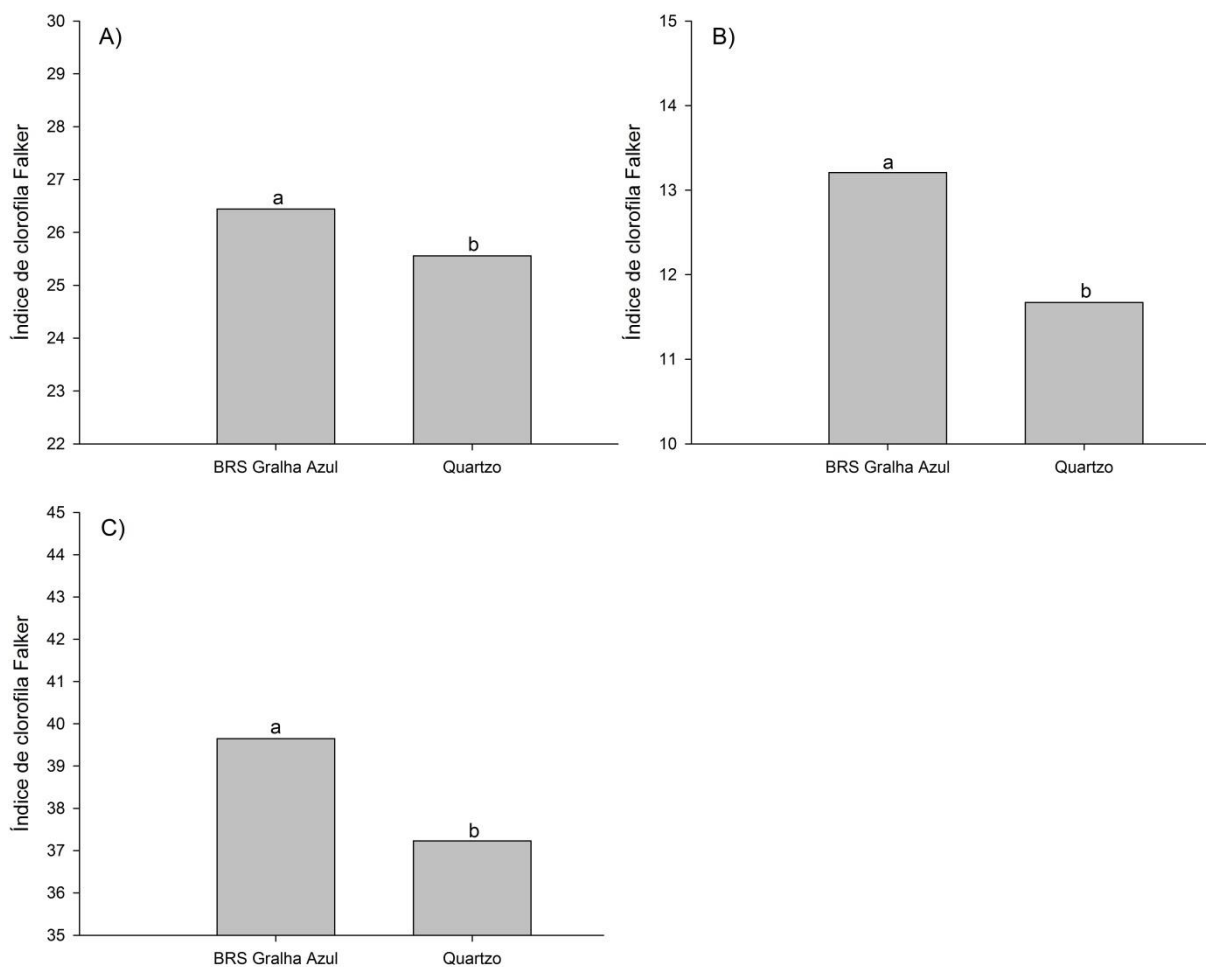 A)
Índice de clorofila Falker
30
29
28
27
26
25
24
23
22
a
b
BRS Gralha Azul
Quartzo
B)
Índice de clorofila Falker
15
14
13
12
11
10
a
b
BRS Gralha Azul
Quartzo
C)
Índice de clorofila Falker
45
44
43
42
41
40
39
38
37
36
35
a
b
BRS Gralha Azul
Quartzo